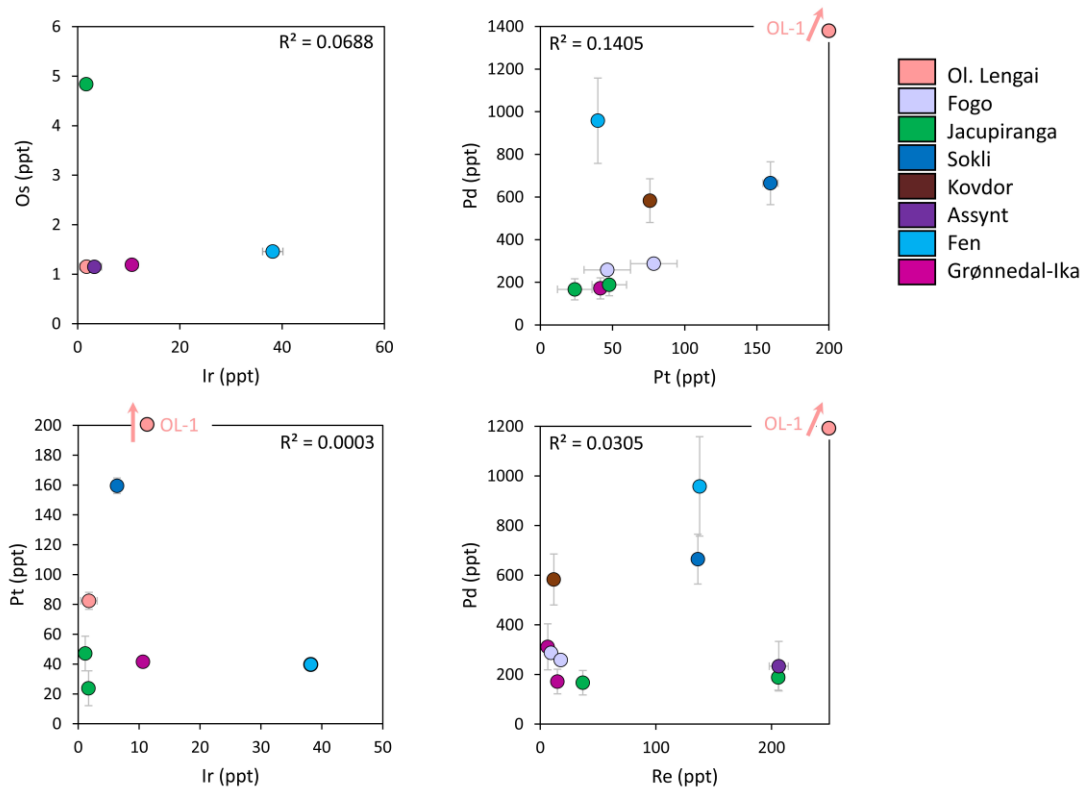 6
5
4
3
2
1
0
0
20
40
60
Os (ppt)
Ir (ppt)
R² = 0.0688
OL-1
1400
1200
1000
800
600
400
200
0
0
50
100
150
200
Pd (ppt)
Pt (ppt)
R² = 0.1405
Ol. Lengai
Fogo
Jacupiranga
Sokli
Kovdor
Assynt
Fen
Grønnedal-Ika
OL-1
200
180
160
140
120
100
80
60
40
20
0
0
10
20
30
40
50
Pt (ppt)
Ir (ppt)
R² = 0.0003
OL-1
1200
1000
800
600
400
200
0
0
100
200
Pd (ppt)
Re (ppt)
R² = 0.0305